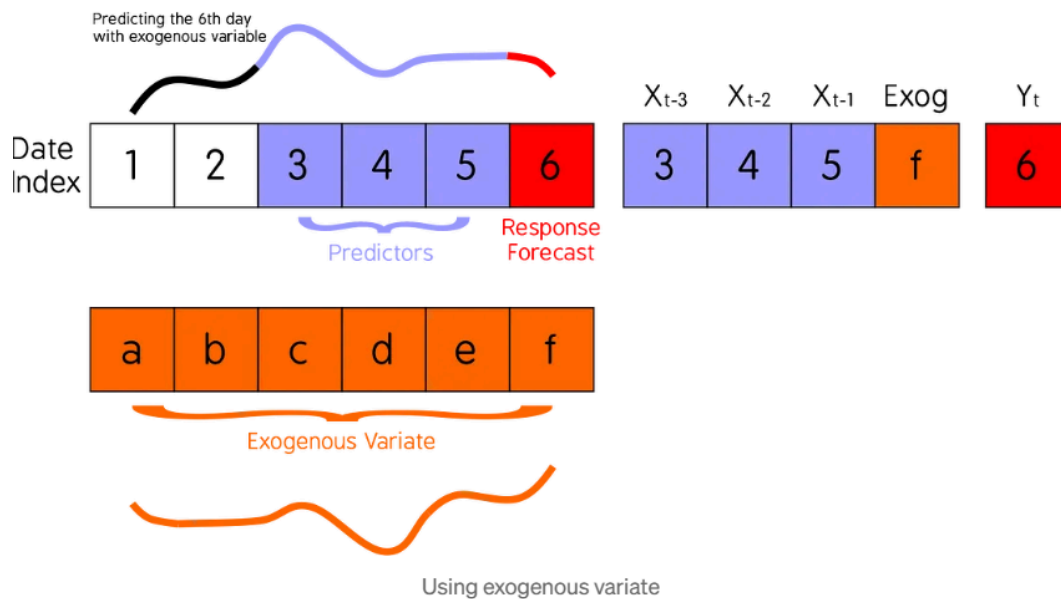 Predicting the 6th day
with exogenous variable
Xt-3 Xt-2 Xt-1 Exog Yt
Date
Index
1 2 3 4 5 6 3 4 5 f 6
Predictors
Response
Forecast
a b c d e f
Exogenous Variate
Using exogenous variate